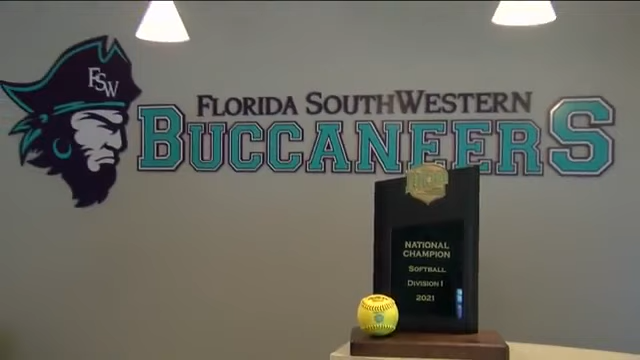 FSW
FLORIDA SOUTHWESTERN
BUCCANEERS
NATIONAL
CHAMPION
SOFTBALL
DIVISION I
2021